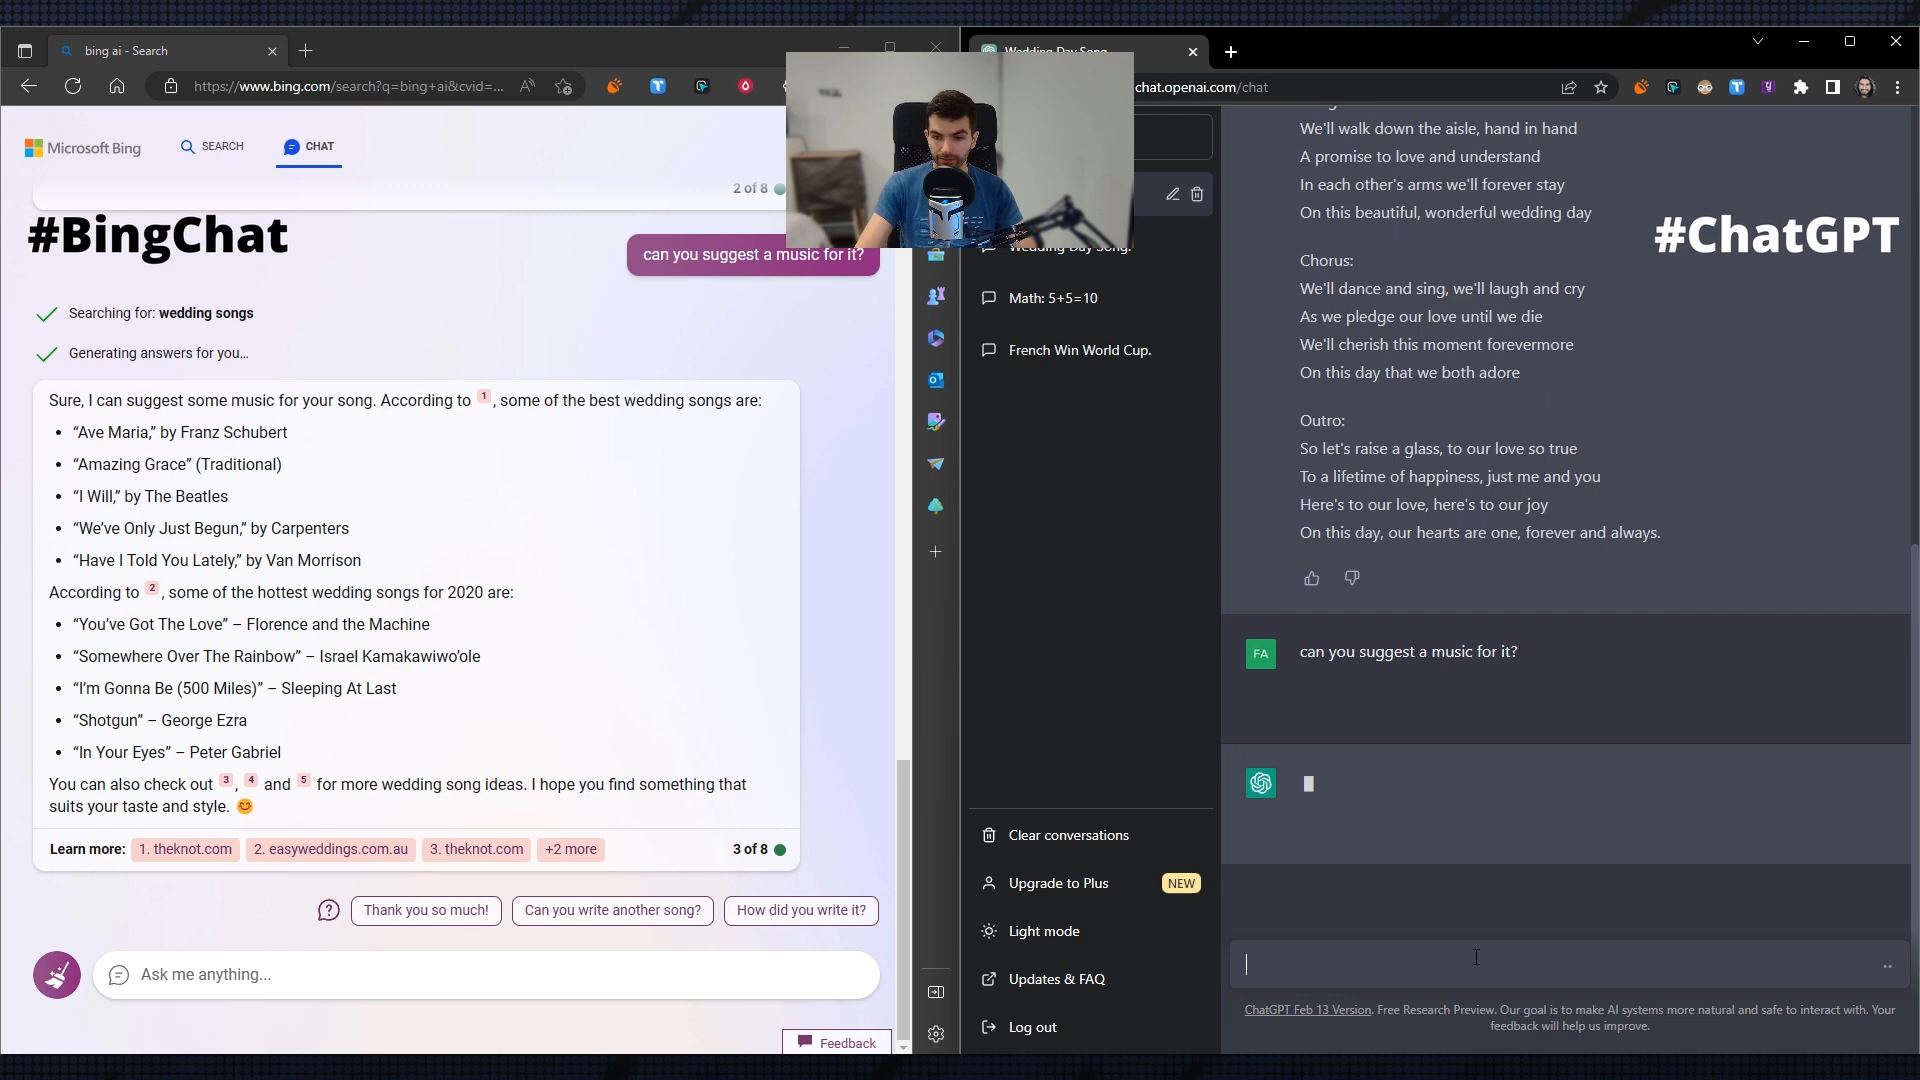 bing ai - Search
https://www.bing.com/search?q=bing+ai&cvid=...
Microsoft Bing
SEARCH
CHAT
2 of 8
#BingChat
can you suggest a music for it?
Searching for: wedding songs
Generating answers for you...
Sure, I can suggest some music for your song. According to 1, some of the best wedding songs are:
• “Ave Maria,” by Franz Schubert
• “Amazing Grace” (Traditional)
• “I Will,” by The Beatles
• “We’ve Only Just Begun,” by Carpenters
• “Have I Told You Lately,” by Van Morrison
According to 2, some of the hottest wedding songs for 2020 are:
• “You’ve Got The Love” – Florence and the Machine
• “Somewhere Over The Rainbow” – Israel Kamakawiwo’ole
• “I’m Gonna Be (500 Miles)” – Sleeping At Last
• “Shotgun” – George Ezra
• “In Your Eyes” – Peter Gabriel
You can also check out 3, 4 and 5 for more wedding song ideas. I hope you find something that
suits your taste and style. 😊
Learn more: 1. theknot.com 2. easyweddings.com.au 3. theknot.com +2 more 3 of 8
Thank you so much! Can you write another song? How did you write it?
Ask me anything...
Feedback
Wedding Day Song
chat.openai.com/chat
Wedding Day Song.
Math: 5+5=10
French Win World Cup.
Clear conversations
Upgrade to Plus NEW
Light mode
Updates & FAQ
Log out
We'll walk down the aisle, hand in hand
A promise to love and understand
In each other's arms we'll forever stay
On this beautiful, wonderful wedding day
#ChatGPT
Chorus:
We'll dance and sing, we'll laugh and cry
As we pledge our love until we die
We'll cherish this moment forevermore
On this day that we both adore
Outro:
So let's raise a glass, to our love so true
To a lifetime of happiness, just me and you
Here's to our love, here's to our joy
On this day, our hearts are one, forever and always.
FA
can you suggest a music for it?
ChatGPT Feb 13 Version. Free Research Preview. Our goal is to make AI systems more natural and safe to interact with. Your
feedback will help us improve.